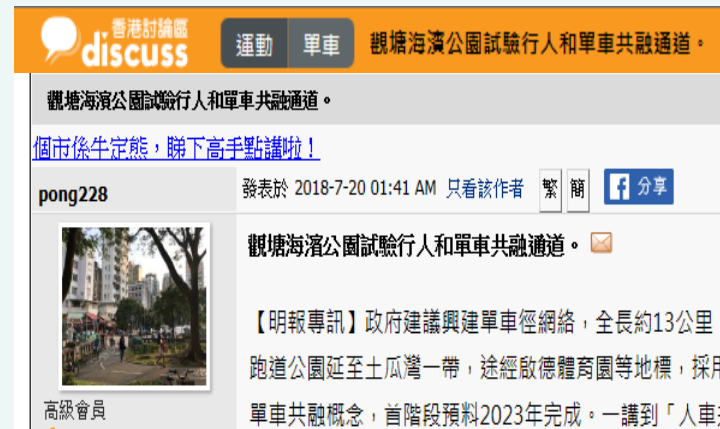 香港討論區
discuss
運動 單車 觀塘海濱公園試驗行人和單車共融通道。
觀塘海濱公園試驗行人和單車共融通道。
個市係牛定熊，睇下高手點講啦！
pong228
發表於 2018-7-20 01:41 AM 只看該作者 繁 簡 f 分享
觀塘海濱公園試驗行人和單車共融通道。
【明報專訊】政府建議興建單車徑網絡，全長約13公里
跑道公園延至土瓜灣一帶，途經啟德體育園等地標，採用
單車共融概念，首階段預料2023年完成。一講到「人車共
高級會員